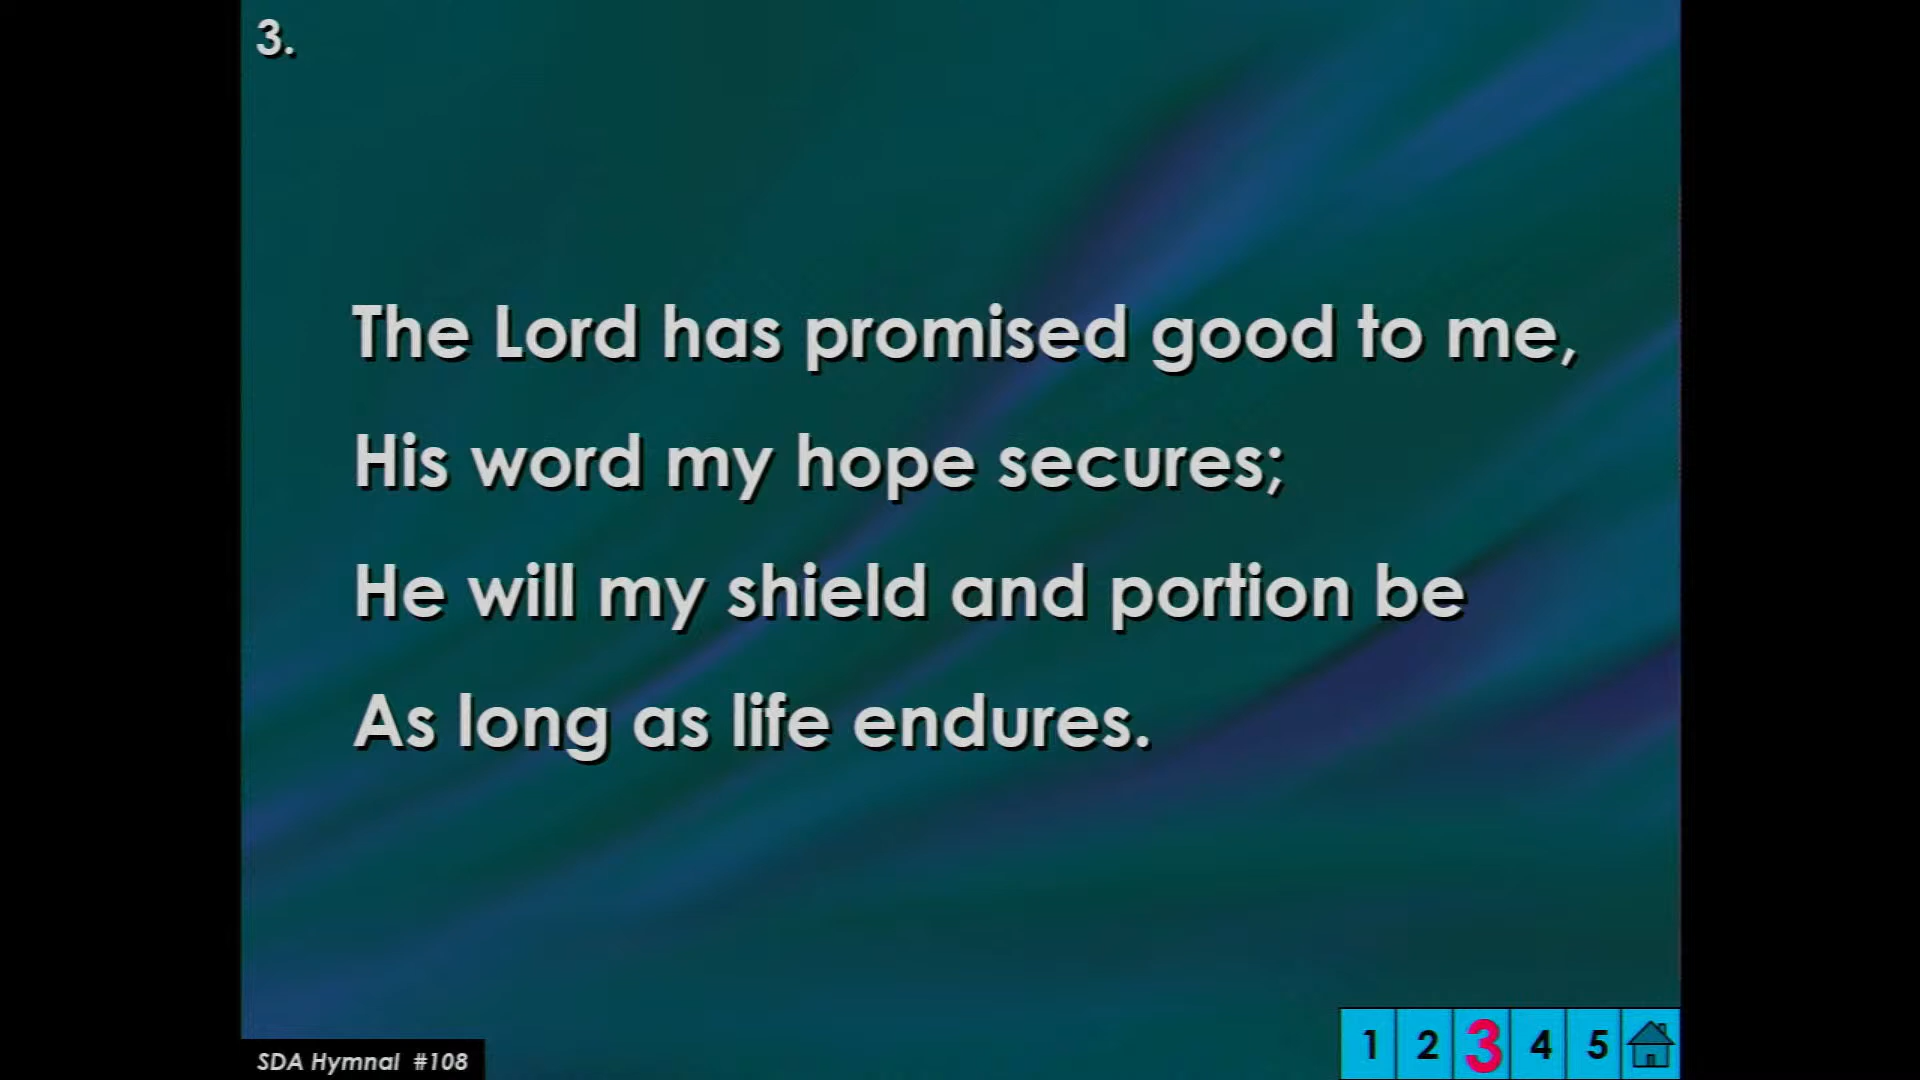 3.
The Lord has promised good to me,
His word my hope secures;
He will my shield and portion be
As long as life endures.
SDA Hymnal #108
1 2 3 4 5